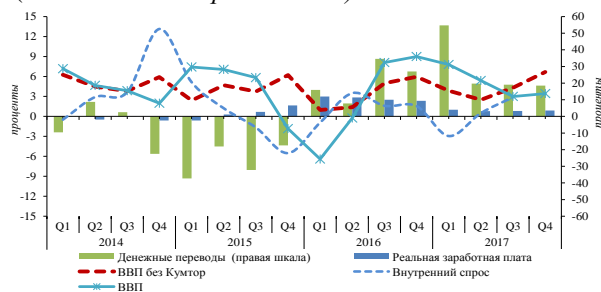 15 60
12 50
9 40
6 30
3 20
0 10
-3 0
-6 -10
-9 -20
-12 -30
-15 -40
-50
-60
проценты
проценты
Q1 Q2 Q3 Q4 Q1 Q2 Q3 Q4 Q1 Q2 Q3 Q4 Q1 Q2 Q3 Q4
2014 2015 2016 2017
Денежные переводы (правая шкала) Реальная заработная плата
ВВП без Кумтор Внутренний спрос
ВВП